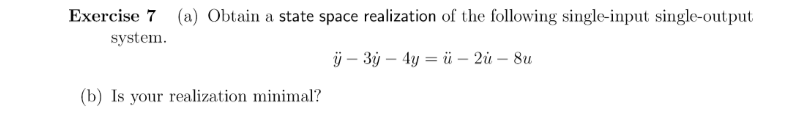 Exercise 7 (a) Obtain a state space realization of the following single-input single-output
system.
ÿ − 3ẏ − 4y = ü − 2u̇ − 8u
(b) Is your realization minimal?